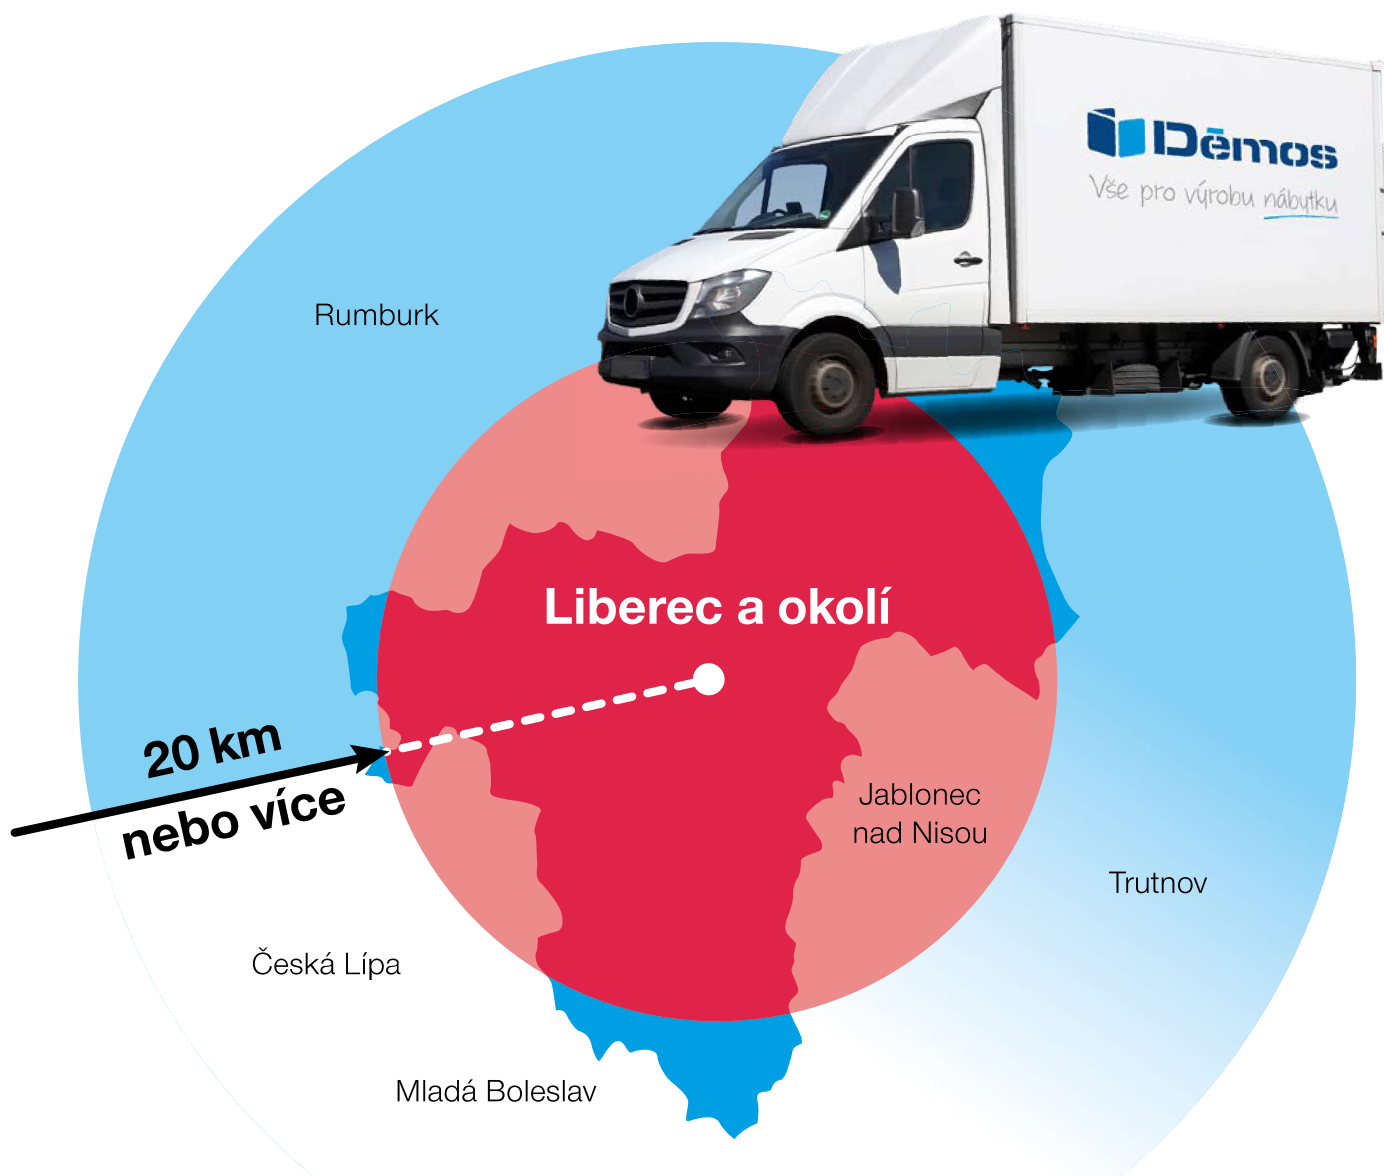 Dēmos
Vše pro výrobu nábytku
Rumburk
Liberec a okolí
20 km
nebo více
Jablonec
nad Nisou
Trutnov
Česká Lípa
Mladá Boleslav